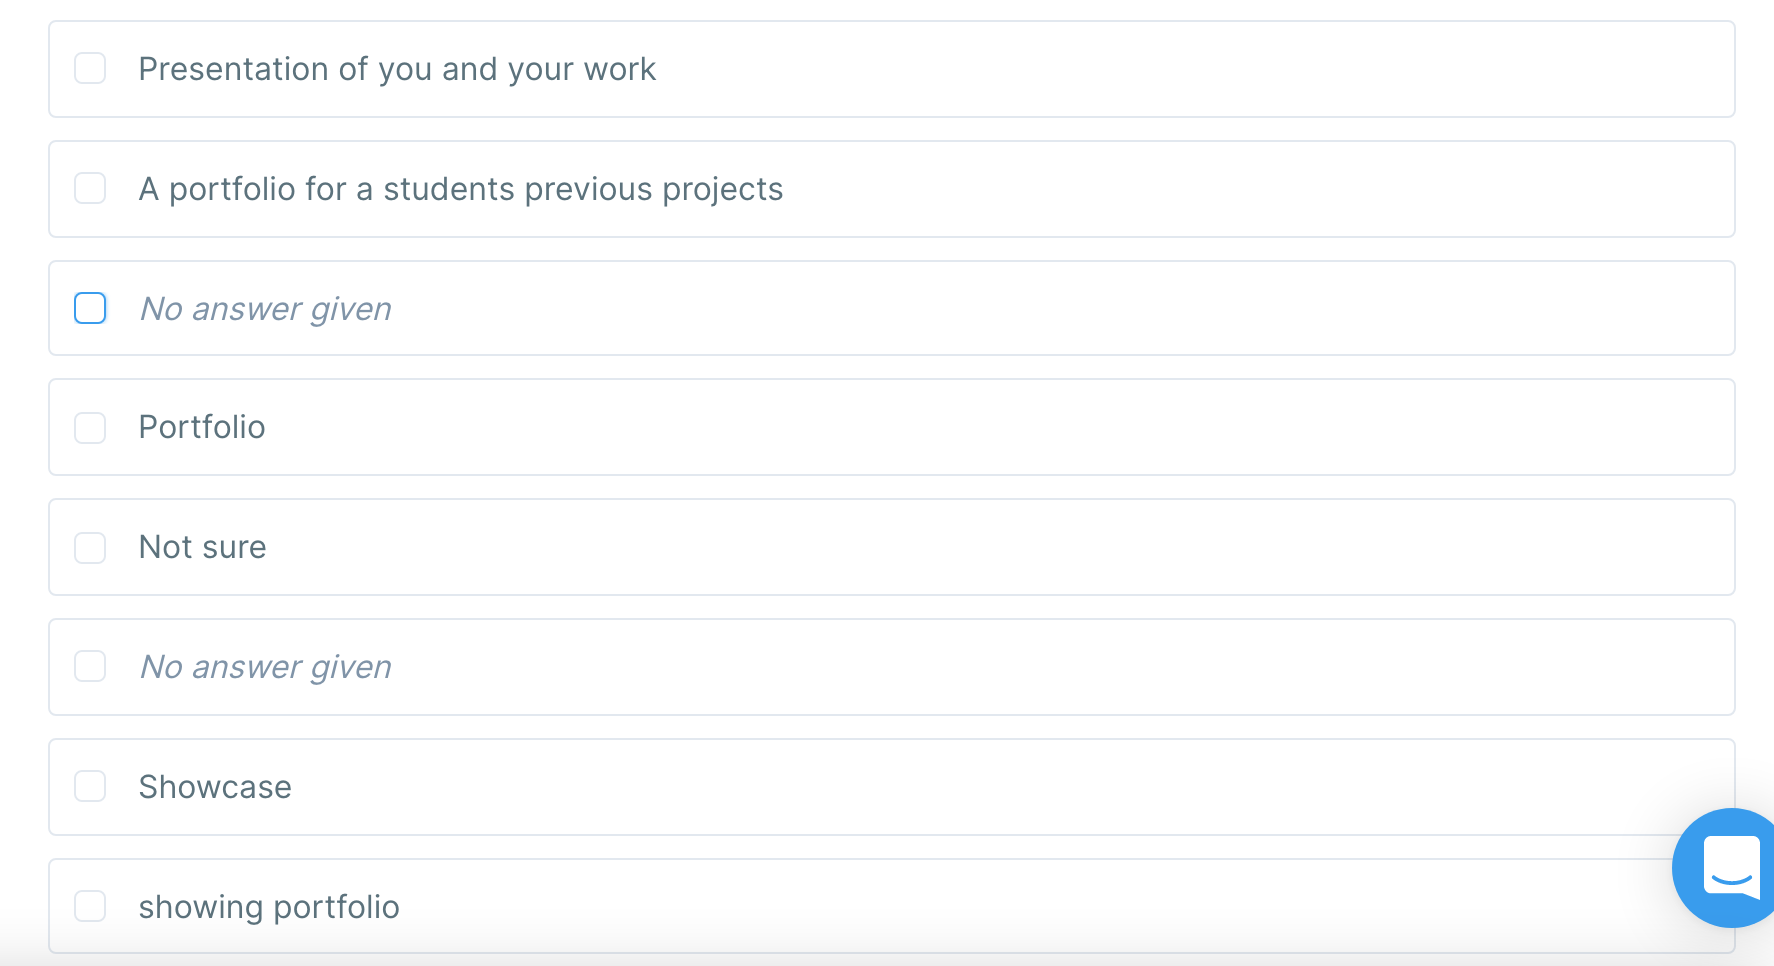 Presentation of you and your work
A portfolio for a students previous projects
No answer given
Portfolio
Not sure
No answer given
Showcase
showing portfolio